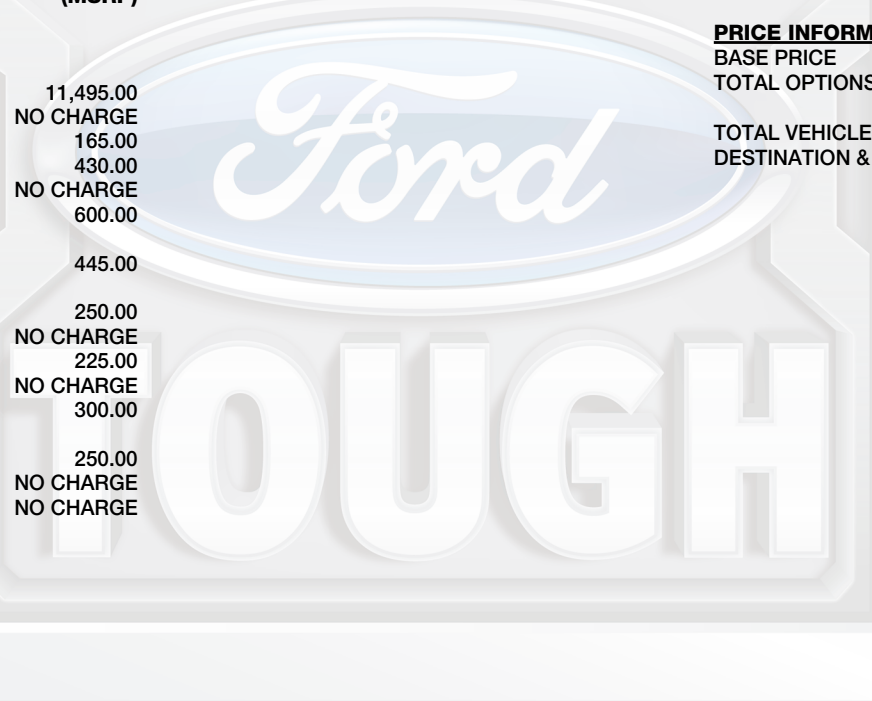 (MSRP)
11,495.00
NO CHARGE
165.00
430.00
NO CHARGE
600.00
445.00
250.00
NO CHARGE
225.00
NO CHARGE
300.00
250.00
NO CHARGE
NO CHARGE
PRICE INFORM
BASE PRICE
TOTAL OPTIONS
TOTAL VEHICLE
DESTINATION &
Ford
TOUGH